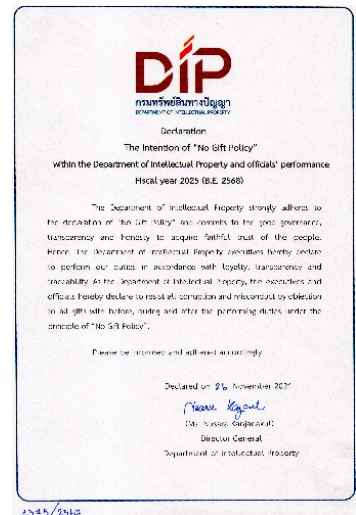 DIP
กรมทรัพย์สินทางปัญญา
DEPARTMENT OF INTELLECTUAL PROPERTY
Declaration
The Intention of "No Gift Policy"
within the Department of Intellectual Property and officials' performance
Fiscal year 2025 (B.E. 2568)
The Department of Intellectual Property strongly adheres to
the declaration of "No Gift Policy" and commits to the good governance,
transparency and honesty to acquire faithful trust of the people.
Hence, The Department of Intellectual Property executives hereby declare
to perform our duties in accordance with loyalty, transparency and
traceability. As the Department of Intellectual Property, the executives and
officials hereby declare to resist all corruption and misconduct by objection
to all gifts with before, during and after the performing duties under the
principle of "No Gift Policy".
Please be informed and adhered accordingly
Declared on 26 November 2024
(Ms. Nusara Kanjanakul)
Director General
Department of Intellectual Property